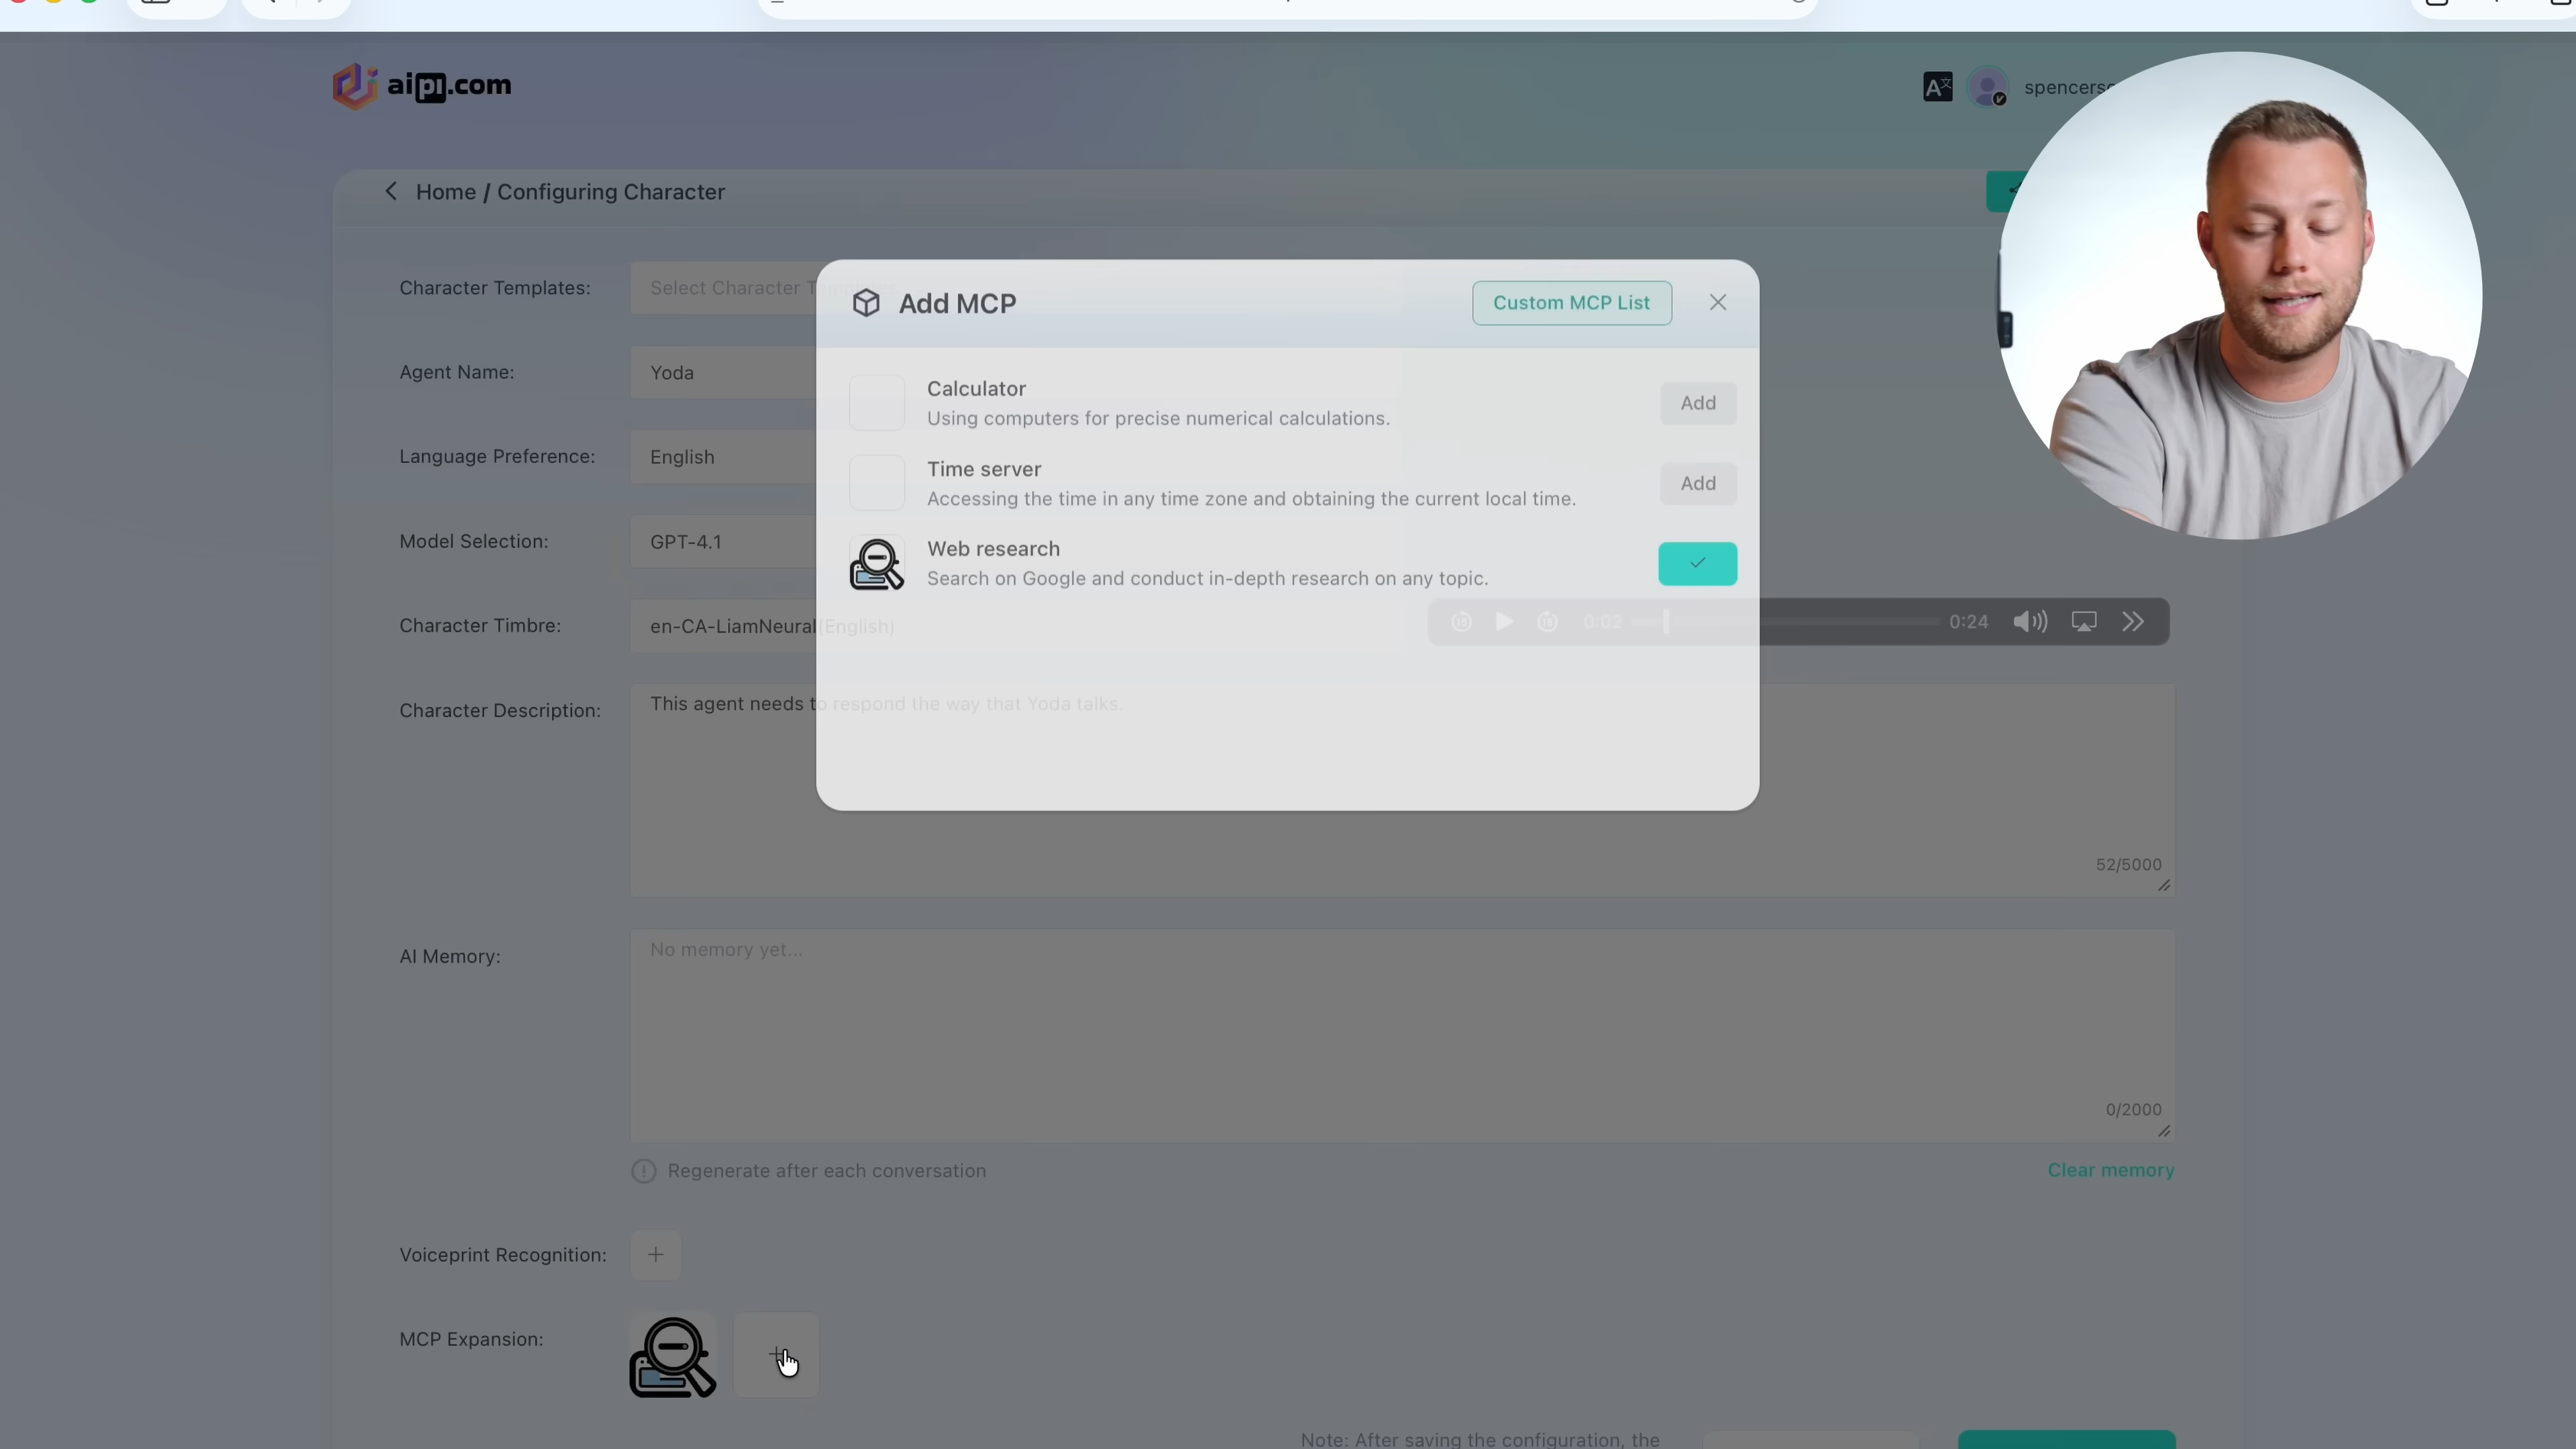 aipi.com
A文
spencers
Home / Configuring Character
Character Templates:
Select Character T
Agent Name:
Yoda
Language Preference:
English
Model Selection:
GPT-4.1
Character Timbre:
en-CA-LiamNeural(English)
0:02
0:24
Character Description:
This agent needs to respond the way that Yoda talks.
52/5000
AI Memory:
No memory yet...
0/2000
Regenerate after each conversation
Clear memory
Voiceprint Recognition:
MCP Expansion:
Note: After saving the configuration, the
Add MCP
Custom MCP List
Calculator
Using computers for precise numerical calculations.
Add
Time server
Accessing the time in any time zone and obtaining the current local time.
Add
Web research
Search on Google and conduct in-depth research on any topic.